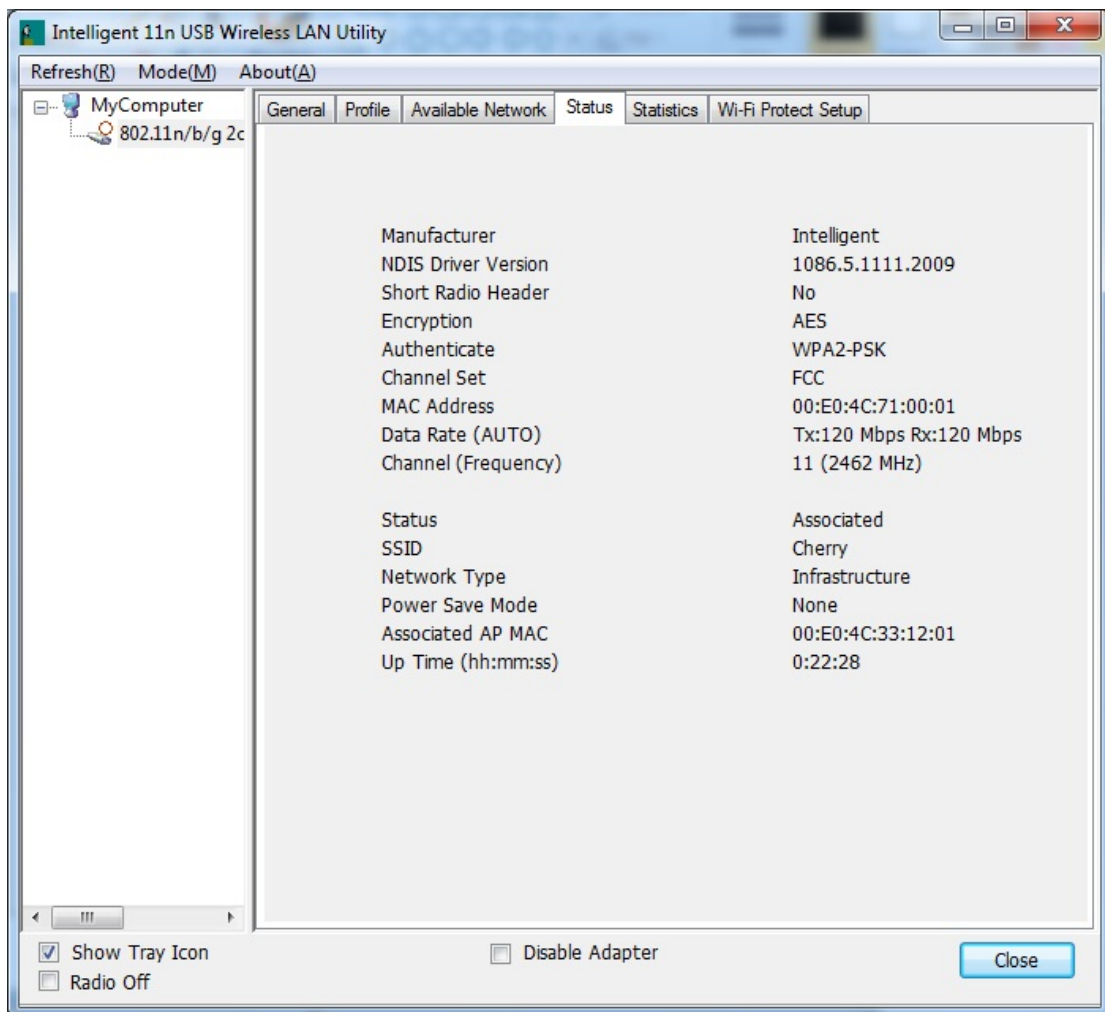 Intelligent 11n USB Wireless LAN Utility
Refresh(R) Mode(M) About(A)
MyComputer
802.11n/b/g 2c
General Profile Available Network Status Statistics Wi-Fi Protect Setup
Manufacturer Intelligent
NDIS Driver Version 1086.5.1111.2009
Short Radio Header No
Encryption AES
Authenticate WPA2-PSK
Channel Set FCC
MAC Address 00:E0:4C:71:00:01
Data Rate (AUTO) Tx:120 Mbps Rx:120 Mbps
Channel (Frequency) 11 (2462 MHz)
Status Associated
SSID Cherry
Network Type Infrastructure
Power Save Mode None
Associated AP MAC 00:E0:4C:33:12:01
Up Time (hh:mm:ss) 0:22:28
Show Tray Icon Disable Adapter Close
Radio Off